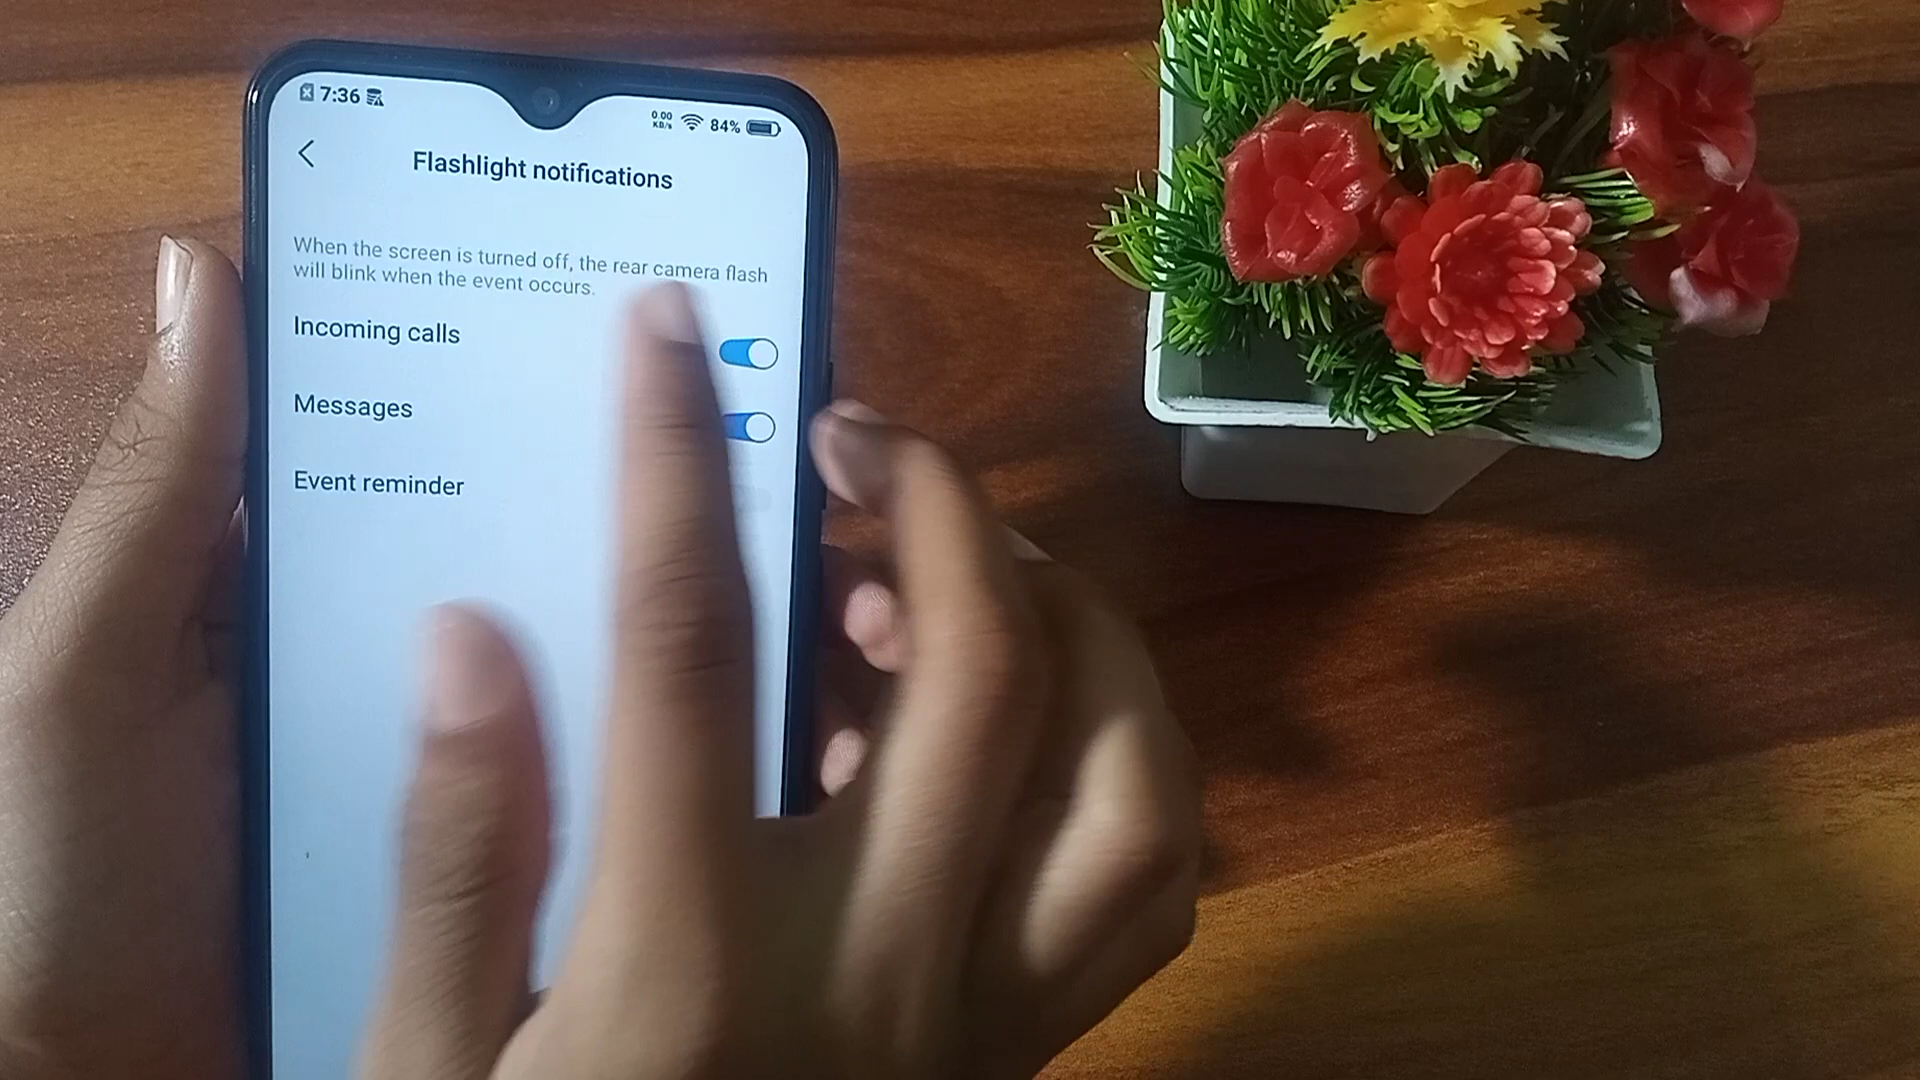 7:36
0.00
KB/s
84%
Flashlight notifications
When the screen is turned off, the rear camera flash
will blink when the event occurs.
Incoming calls
Messages
Event reminder